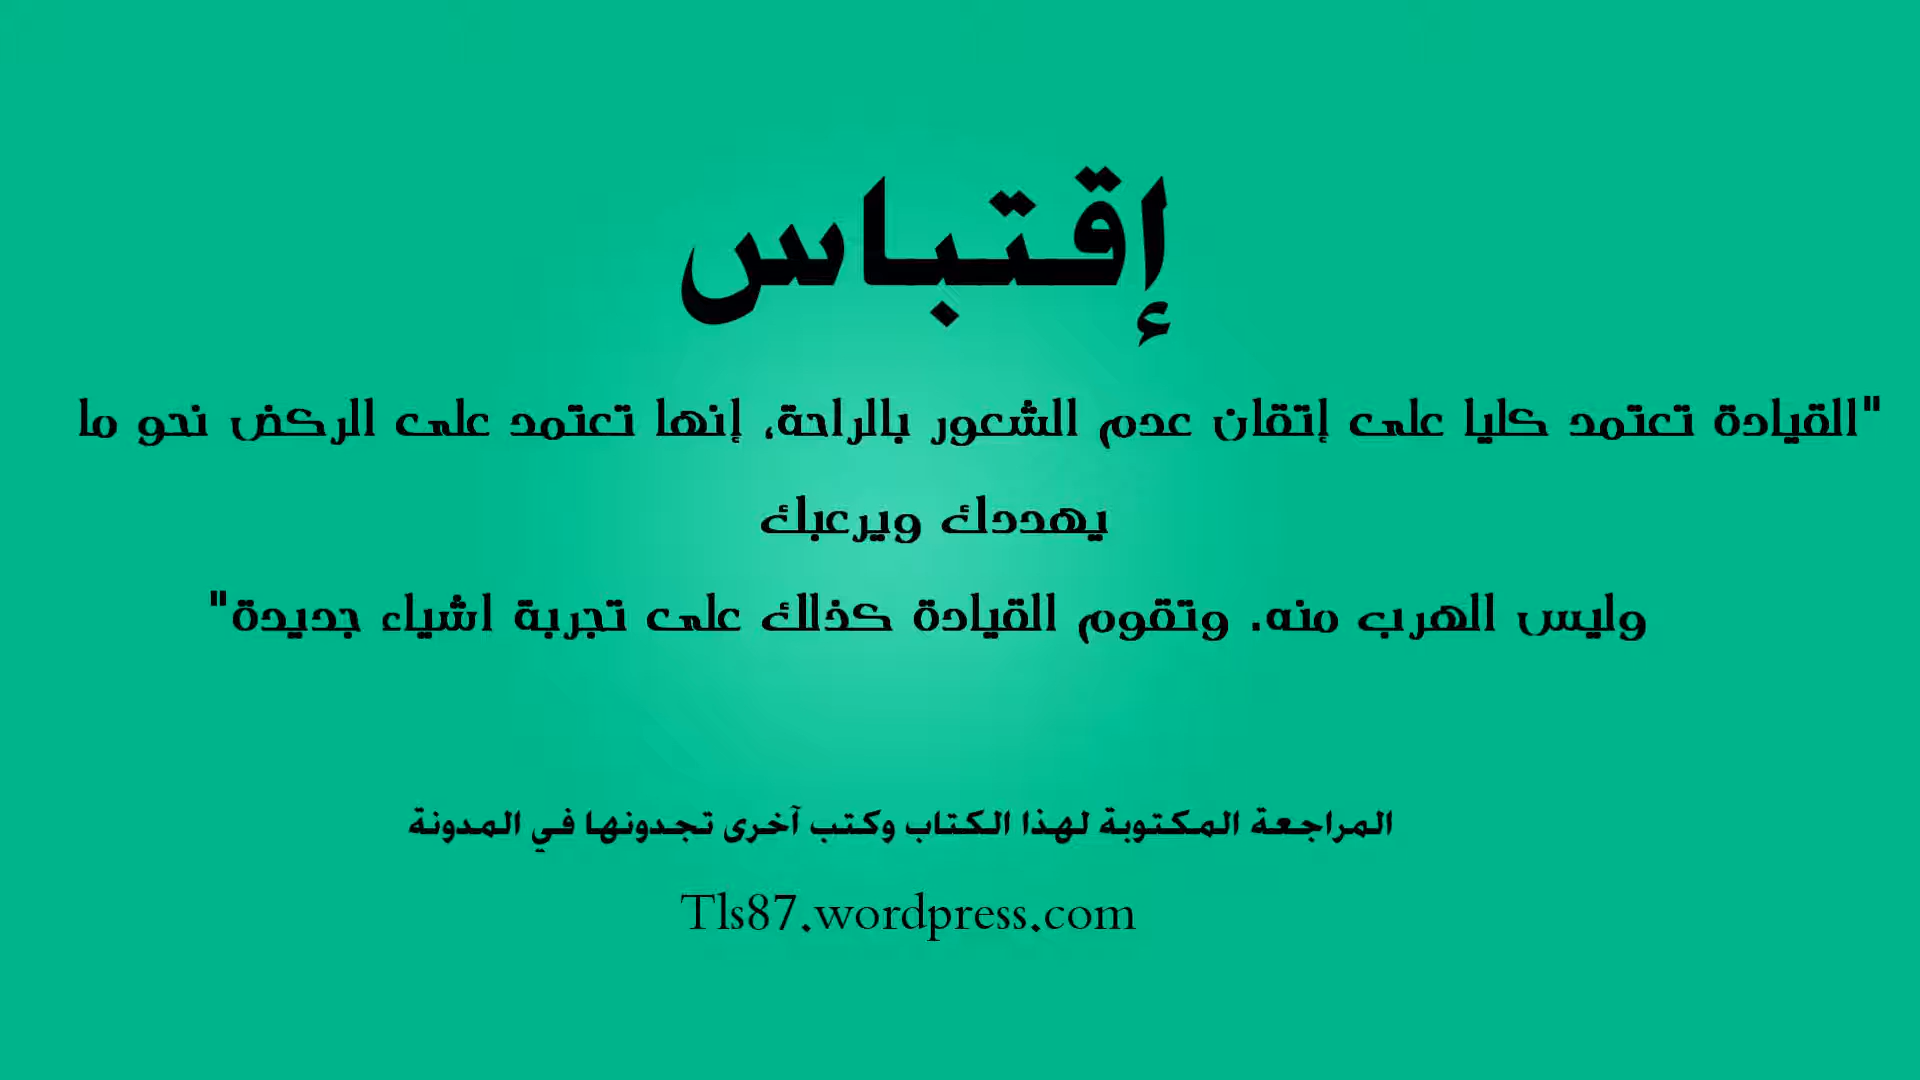 إقتباس
"القيادة تعتمد كليا على إتقان عدم الشعور بالراحة، إنها تعتمد على الركض نحو ما
يهددك ويرعبك
وليس الهرب منه. وتقوم القيادة كذلك على تجربة اشياء جديدة"
المراجعة المكتوبة لهذا الكتاب وكتب آخرى تجدونها في المدونة
Tls87.wordpress.com